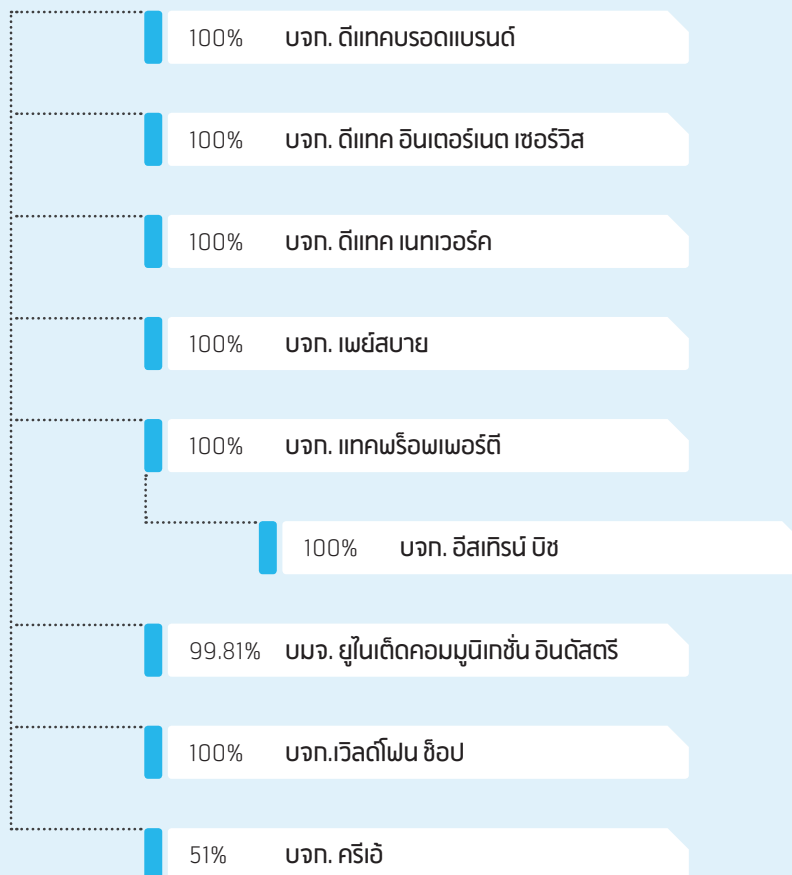 100% บจก. ดีแทคบรอดแบรนด์
100% บจก. ดีแทค อินเตอร์เนต เซอร์วิส
100% บจก. ดีแทค เนทเวอร์ค
100% บจก. เพย์สบาย
100% บจก. แทคพร็อพเพอร์ตี
100% บจก. อีสเทิรน์ บีช
99.81% บมจ. ยูไนเต็ดคอมมูนิเกชั่น อินดัสตรี
100% บจก.เวิลด์โฟน ช็อป
51% บจก. ครีเอ้